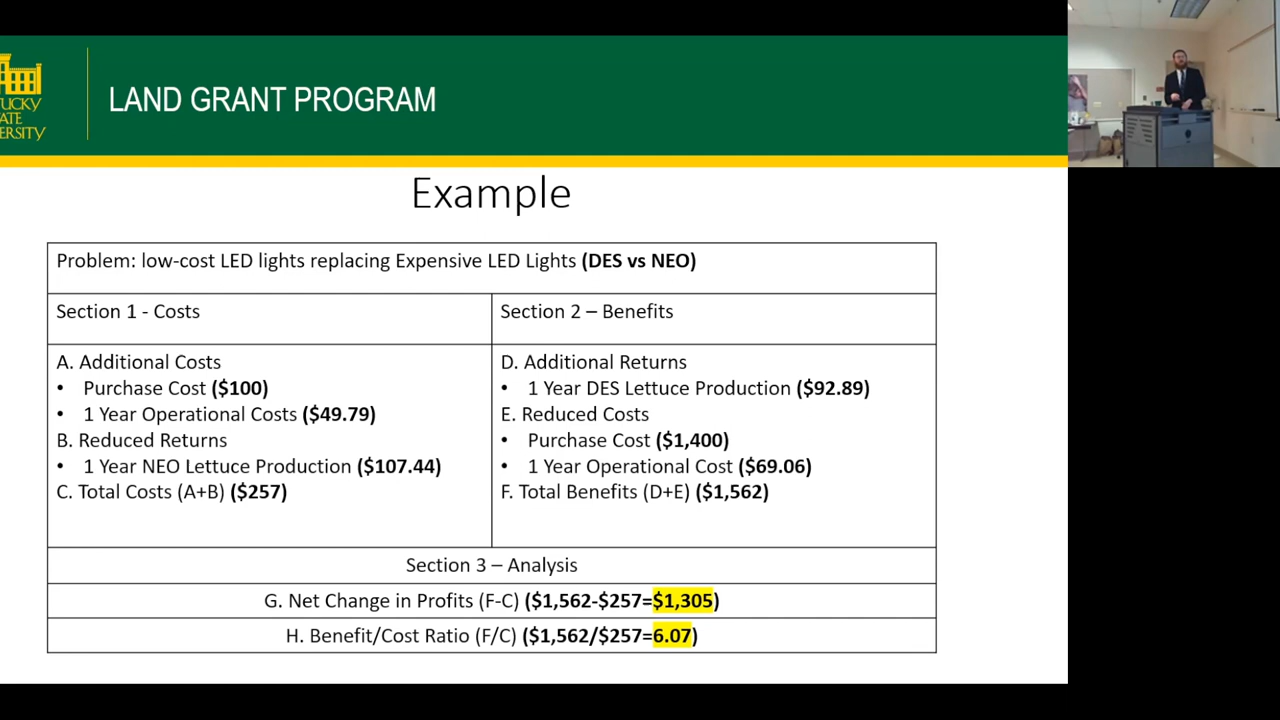 TUCKY
ATE
ERSITY
LAND GRANT PROGRAM
Example
Problem: low-cost LED lights replacing Expensive LED Lights (DES vs NEO)
Section 1 - Costs
Section 2 – Benefits
A. Additional Costs
• Purchase Cost ($100)
• 1 Year Operational Costs ($49.79)
B. Reduced Returns
• 1 Year NEO Lettuce Production ($107.44)
C. Total Costs (A+B) ($257)
D. Additional Returns
• 1 Year DES Lettuce Production ($92.89)
E. Reduced Costs
• Purchase Cost ($1,400)
• 1 Year Operational Cost ($69.06)
F. Total Benefits (D+E) ($1,562)
Section 3 – Analysis
G. Net Change in Profits (F-C) ($1,562-$257=$1,305)
H. Benefit/Cost Ratio (F/C) ($1,562/$257=6.07)